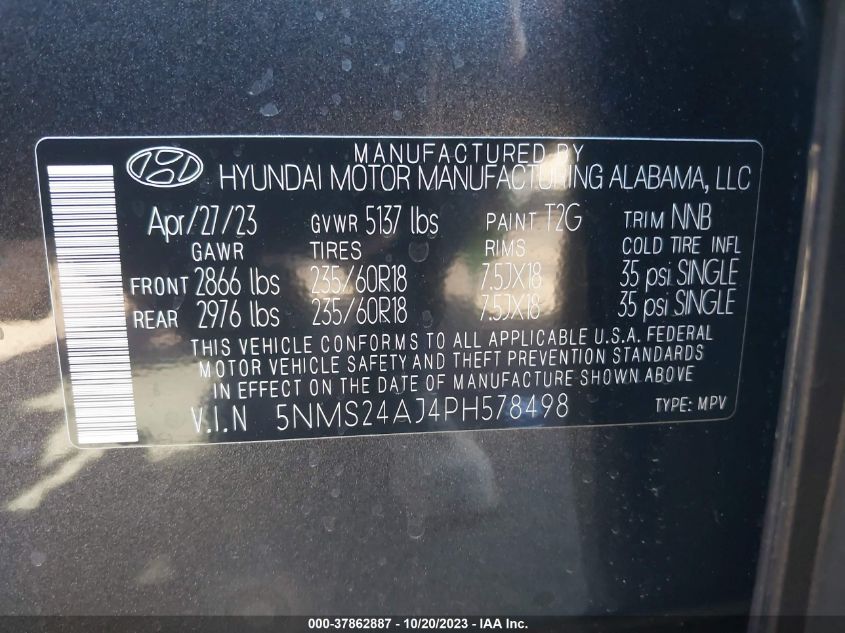 MANUFACTURED BY
HYUNDAI MOTOR MANUFACTURING ALABAMA, LLC
Apr/27/23 GVWR 5137 lbs PAINT T2G TRIM NNB
GAWR TIRES RIMS COLD TIRE INFL
FRONT 2866 lbs 235/60R18 7.5JX18 35 psi SINGLE
REAR 2976 lbs 235/60R18 7.5JX18 35 psi SINGLE
THIS VEHICLE CONFORMS TO ALL APPLICABLE U.S.A. FEDERAL
MOTOR VEHICLE SAFETY AND THEFT PREVENTION STANDARDS
IN EFFECT ON THE DATE OF MANUFACTURE SHOWN ABOVE
V.I.N 5NMS24AJ4PH578498 TYPE: MPV
000-37862887 - 10/20/2023 - © IAA, Inc.